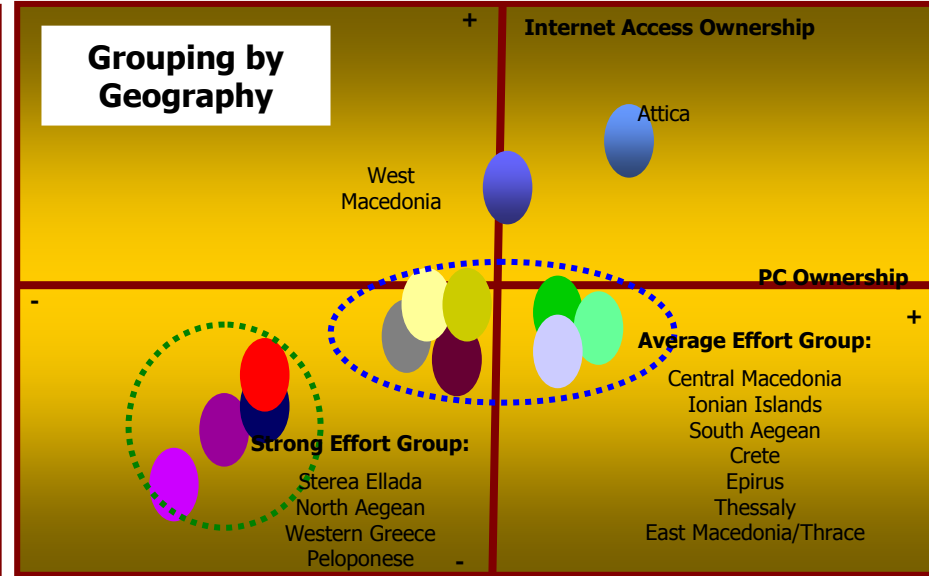 Grouping by
Geography
+
Internet Access Ownership
Attica
West
Macedonia
PC Ownership
-
+
Average Effort Group:
Central Macedonia
Ionian Islands
South Aegean
Crete
Epirus
Thessaly
East Macedonia/Thrace
Strong Effort Group:
Sterea Ellada
North Aegean
Western Greece
Peloponese
-